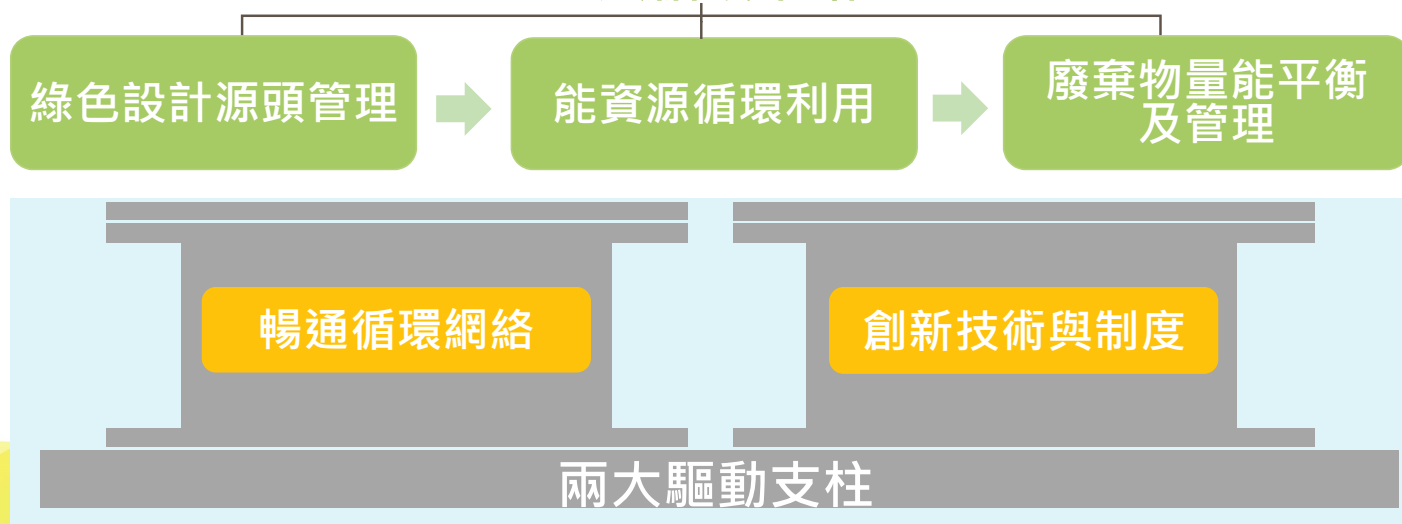 綠色設計源頭管理
能資源循環利用
廢棄物量能平衡
及管理
暢通循環網絡
創新技術與制度
兩大驅動支柱